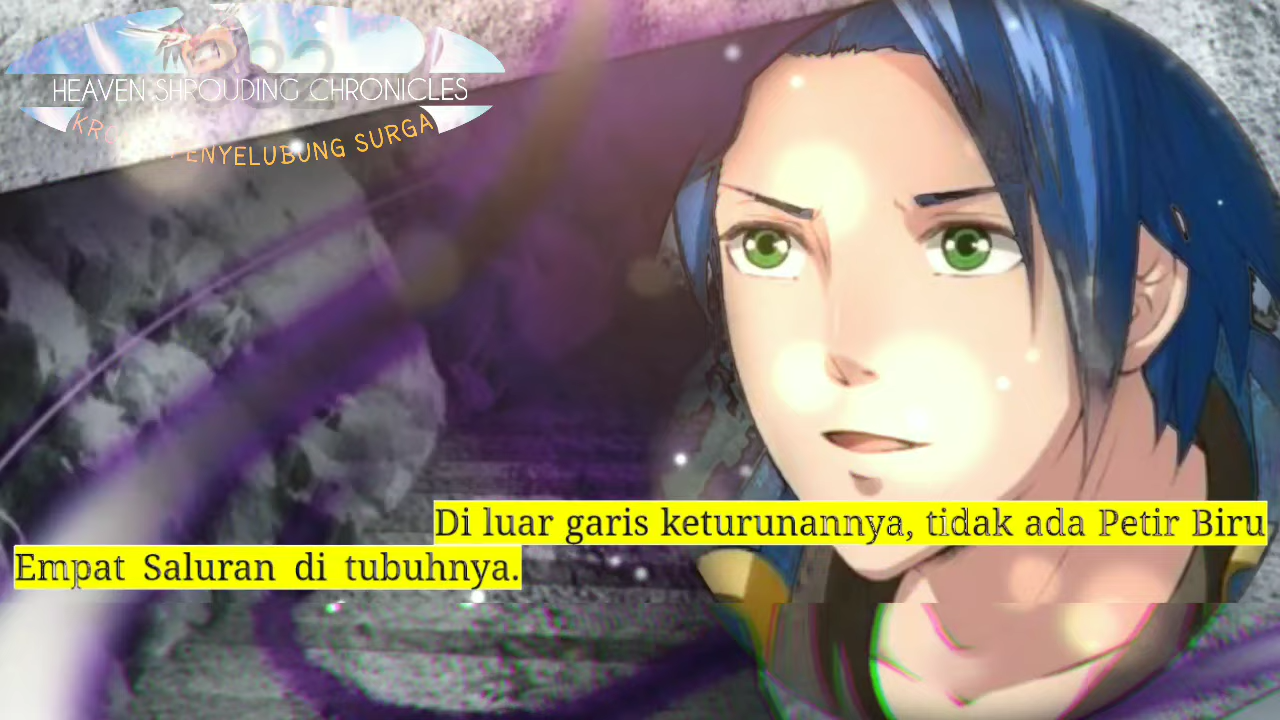 HEAVEN SHROUDING CHRONICLES
PENYELUBUNG SURGA
Di luar garis keturunannya, tidak ada Petir Biru
Empat Saluran di tubuhnya.